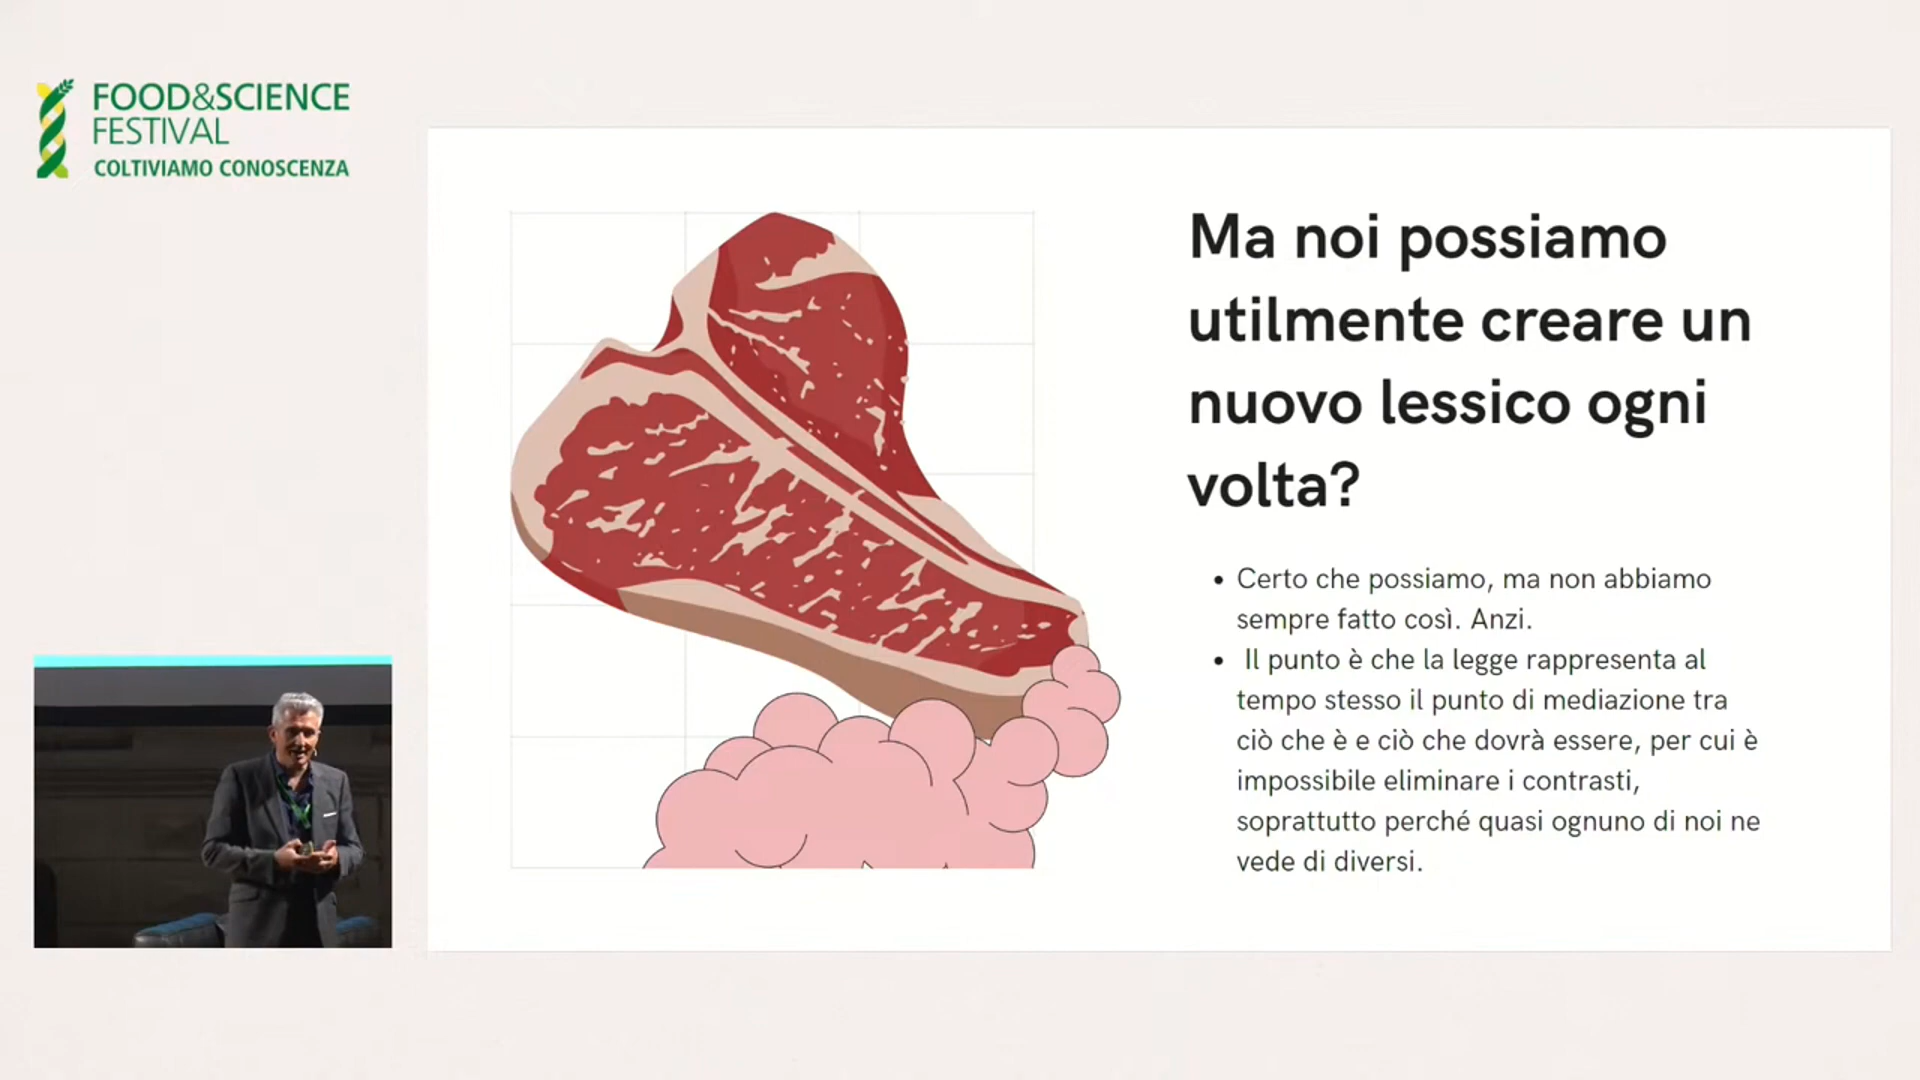 FOOD&SCIENCE
FESTIVAL
COLTIVIAMO CONOSCENZA
Ma noi possiamo
utilmente creare un
nuovo lessico ogni
volta?
• Certo che possiamo, ma non abbiamo
sempre fatto così. Anzi.
• Il punto è che la legge rappresenta al
tempo stesso il punto di mediazione tra
ciò che è e ciò che dovrà essere, per cui è
impossibile eliminare i contrasti,
soprattutto perché quasi ognuno di noi ne
vede di diversi.